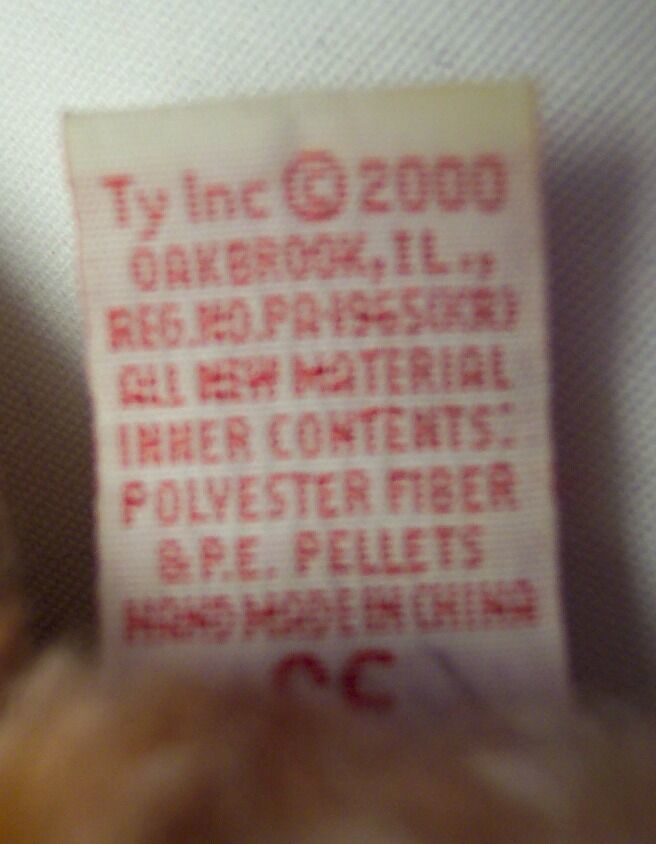 Ty Inc © 2000
OAKBROOK, IL.,
REG.NO.PA-1965(KR)
ALL NEW MATERIAL
INNER CONTENTS:
POLYESTER FIBER
& P.E. PELLETS
HAND MADE IN CHINA